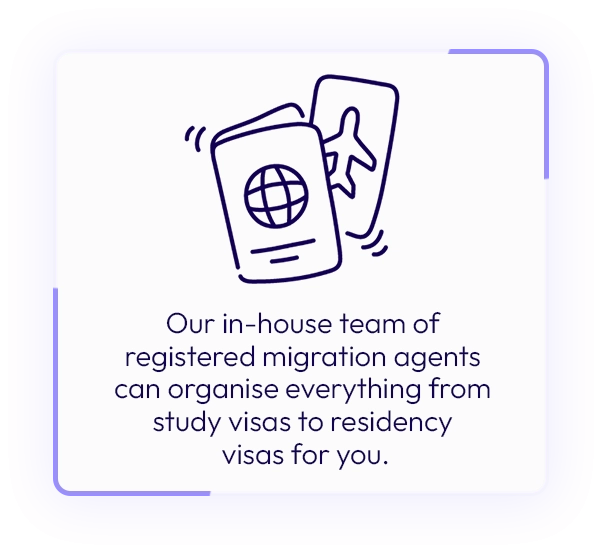 Our in-house team of
registered migration agents
can organise everything from
study visas to residency
visas for you.